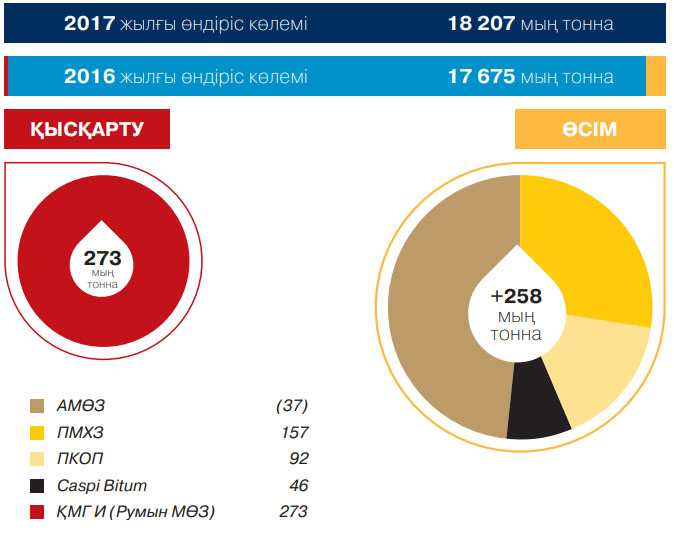 2017 жылғы өндіріс көлемі 18 207 мың тонна
2016 жылғы өндіріс көлемі 17 675 мың тонна
ҚЫСҚАРТУ
ӨСІМ
273
мың
тонна
+258
мың
тонна
АМӨЗ (37)
ПМХЗ 157
ПКОП 92
Caspi Bitum 46
ҚМГ И (Румын МӨЗ) 273